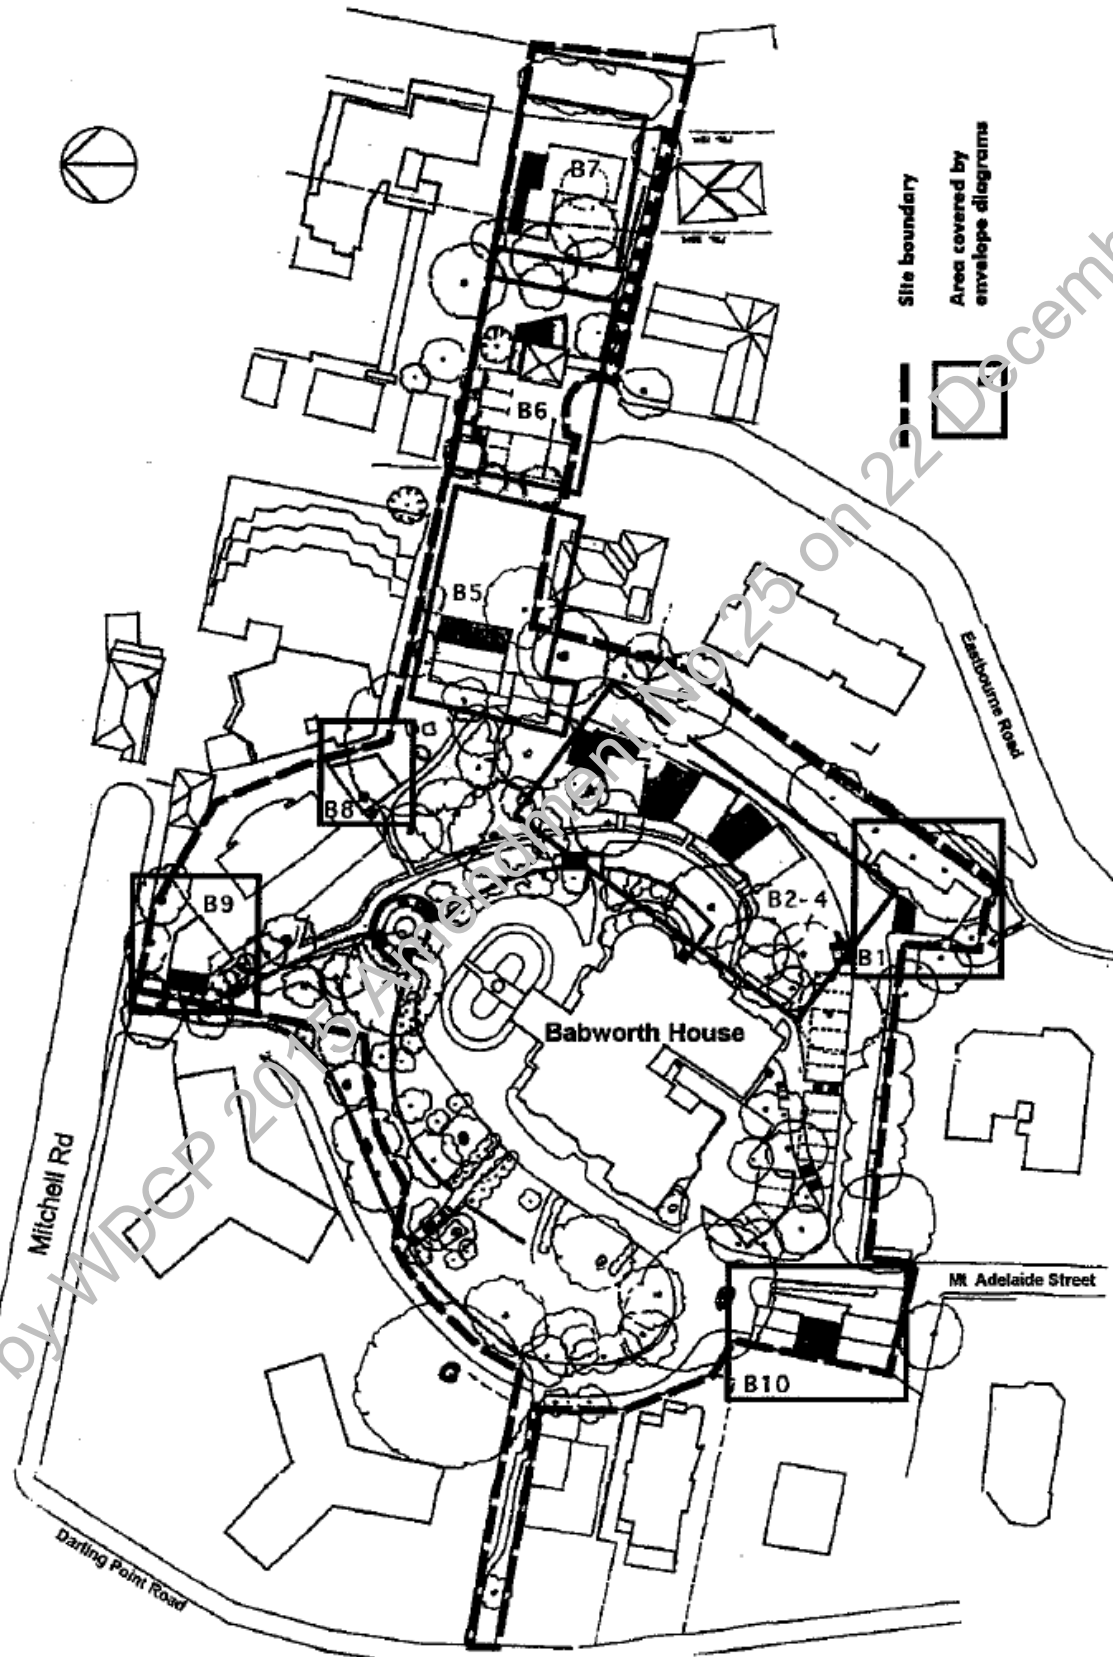 B7
Site boundary
Area covered by
envelope diagrams
B6
B5
Eastbourne Road
B8
B9
B2-4
B1
Babworth House
Mitchell Rd
Mt Adelaide Street
B10
Darling Point Road
by WDCP 2015 Amendment No.25 on 22 Decemb